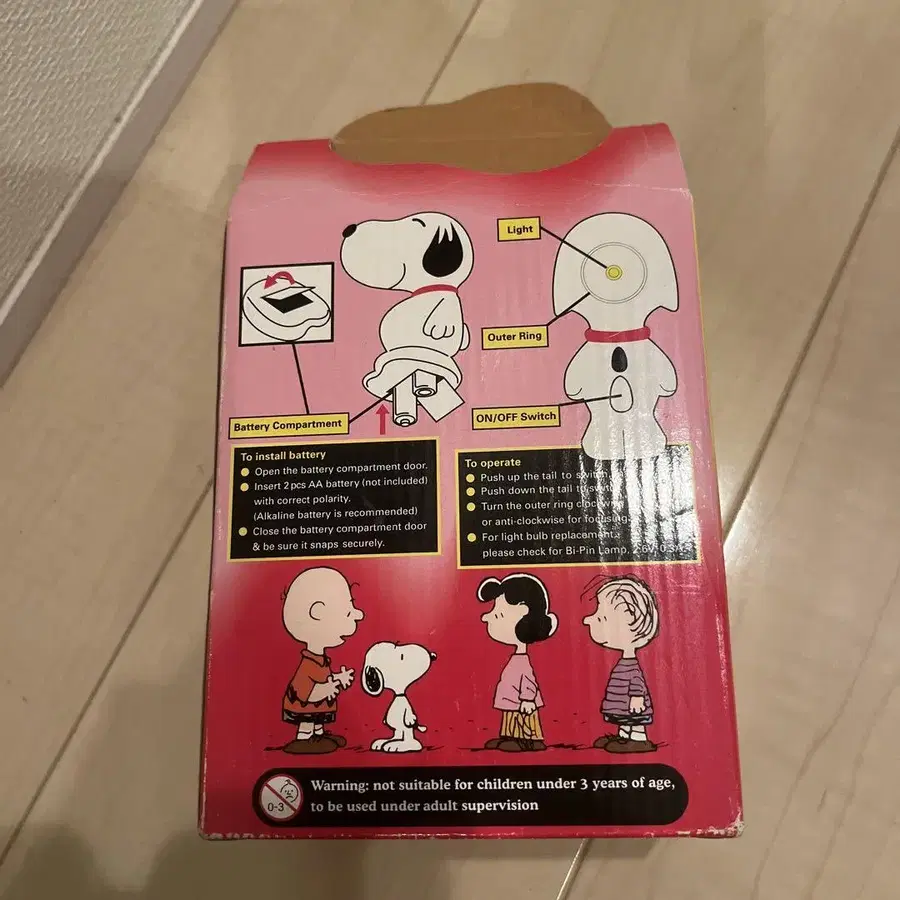 Light
Outer Ring
ON/OFF Switch
Battery Compartment
To install battery
Open the battery compartment door.
Insert 2 pcs AA battery (not included)
with correct polarity.
(Alkaline battery is recommended)
Close the battery compartment door
& be sure it snaps securely.
To operate
Push up the tail to switch
Push down the tail to switch
Turn the outer ring clockwise
or anti-clockwise for focusing.
For light bulb replacement,
please check for Bi-Pin Lamp, 2.6V, 0.3A
0-3
Warning: not suitable for children under 3 years of age,
to be used under adult supervision